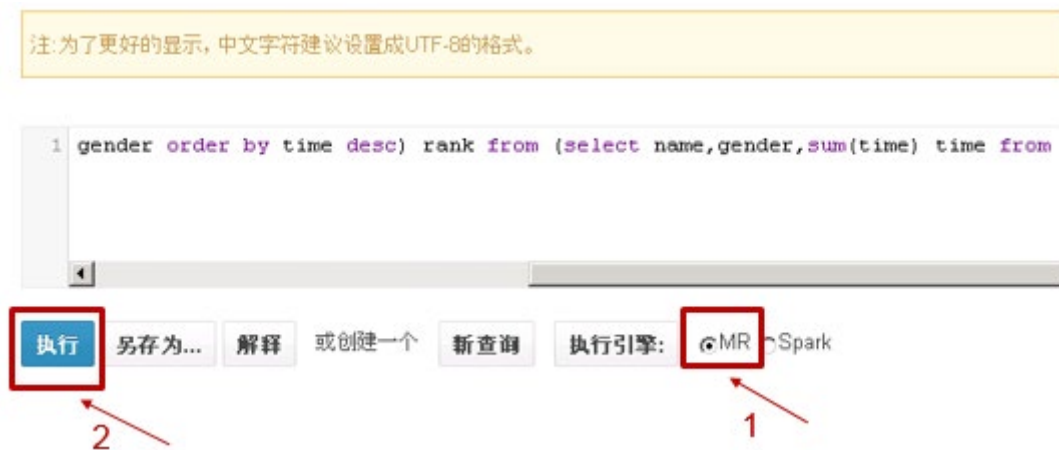 注:为了更好的显示，中文字符建议设置成UTF-8的格式。
1 gender order by time desc) rank from (select name,gender,sum(time) time from
执行 另存为... 解释 或创建一个 新查询 执行引擎: MR Spark
2 1